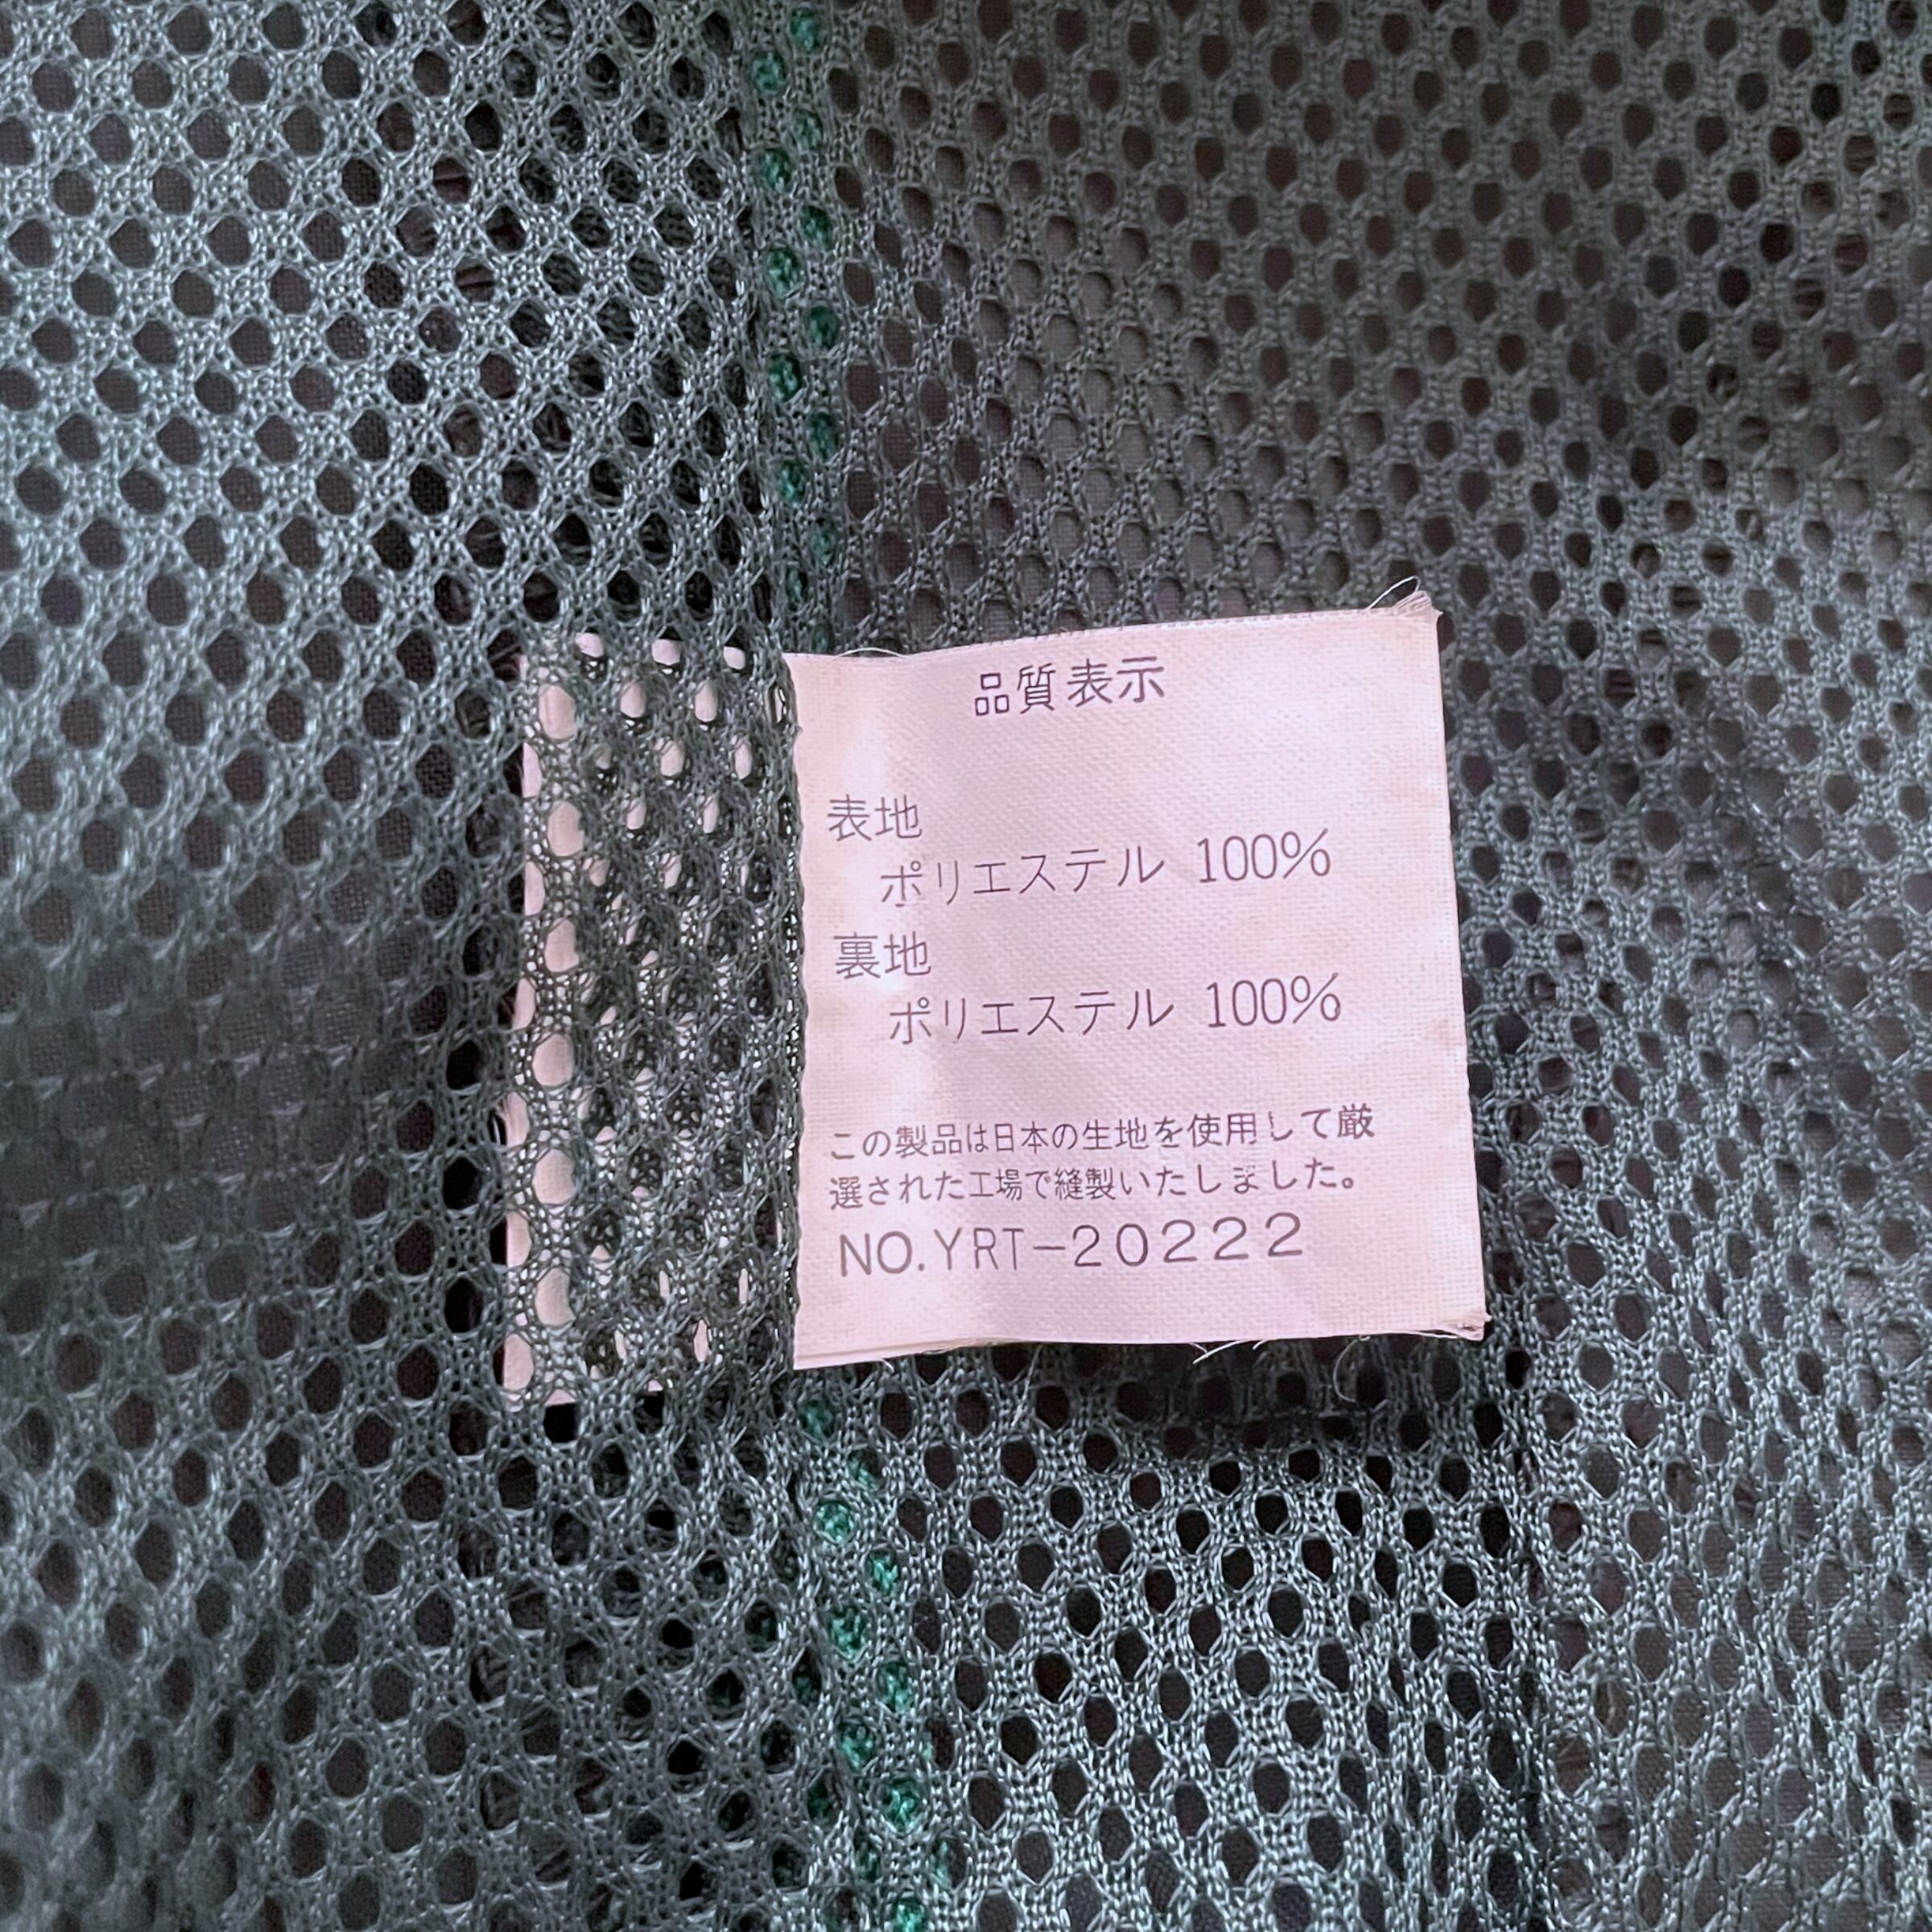 品質表示
表地
ポリエステル 100%
裏地
ポリエステル 100%
この製品は日本の生地を使用して厳
選された工場で縫製いたしました。
NO.YRT-20222